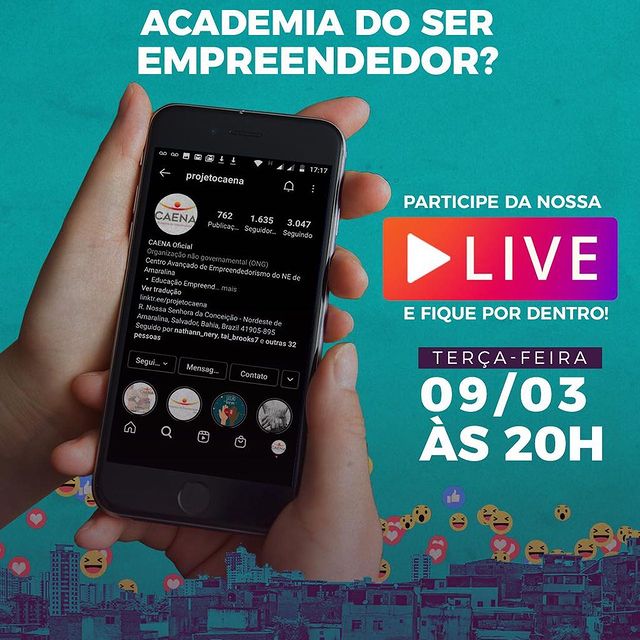 ACADEMIA DO SER
EMPREENDEDOR?
17:17
projetocaena
CAENA
762
1.635
3.047
Publicaç...
Seguidor...
Seguindo
CAENA Oficial
Organização não governamental (ONG)
Centro Avançado de Empreendedorismo do NE de
Amaralina
• Educação Empreend... mais
Ver tradução
linktr.ee/projetocaena
R. Nossa Senhora da Conceição - Nordeste de
Amaralina, Salvador, Bahia, Brazil 41905-895
Seguido por nathann_nery, tai_brooks7 e outras 32
pessoas
Segui...
Mensag...
Contato
PARTICIPE DA NOSSA
LIVE
E FIQUE POR DENTRO!
TERÇA-FEIRA
09/03
ÀS 20H